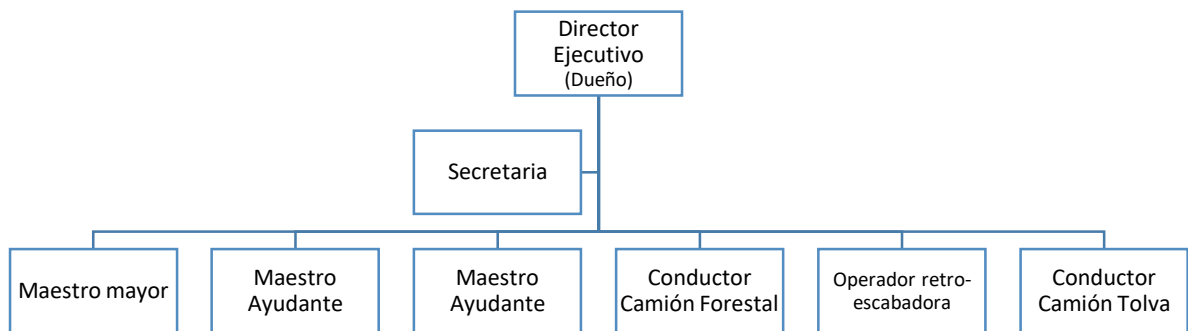 Director
Ejecutivo
(Dueño)
Secretaria
Maestro mayor
Maestro
Ayudante
Maestro
Ayudante
Conductor
Camión Forestal
Operador retro-
escabadora
Conductor
Camión Tolva